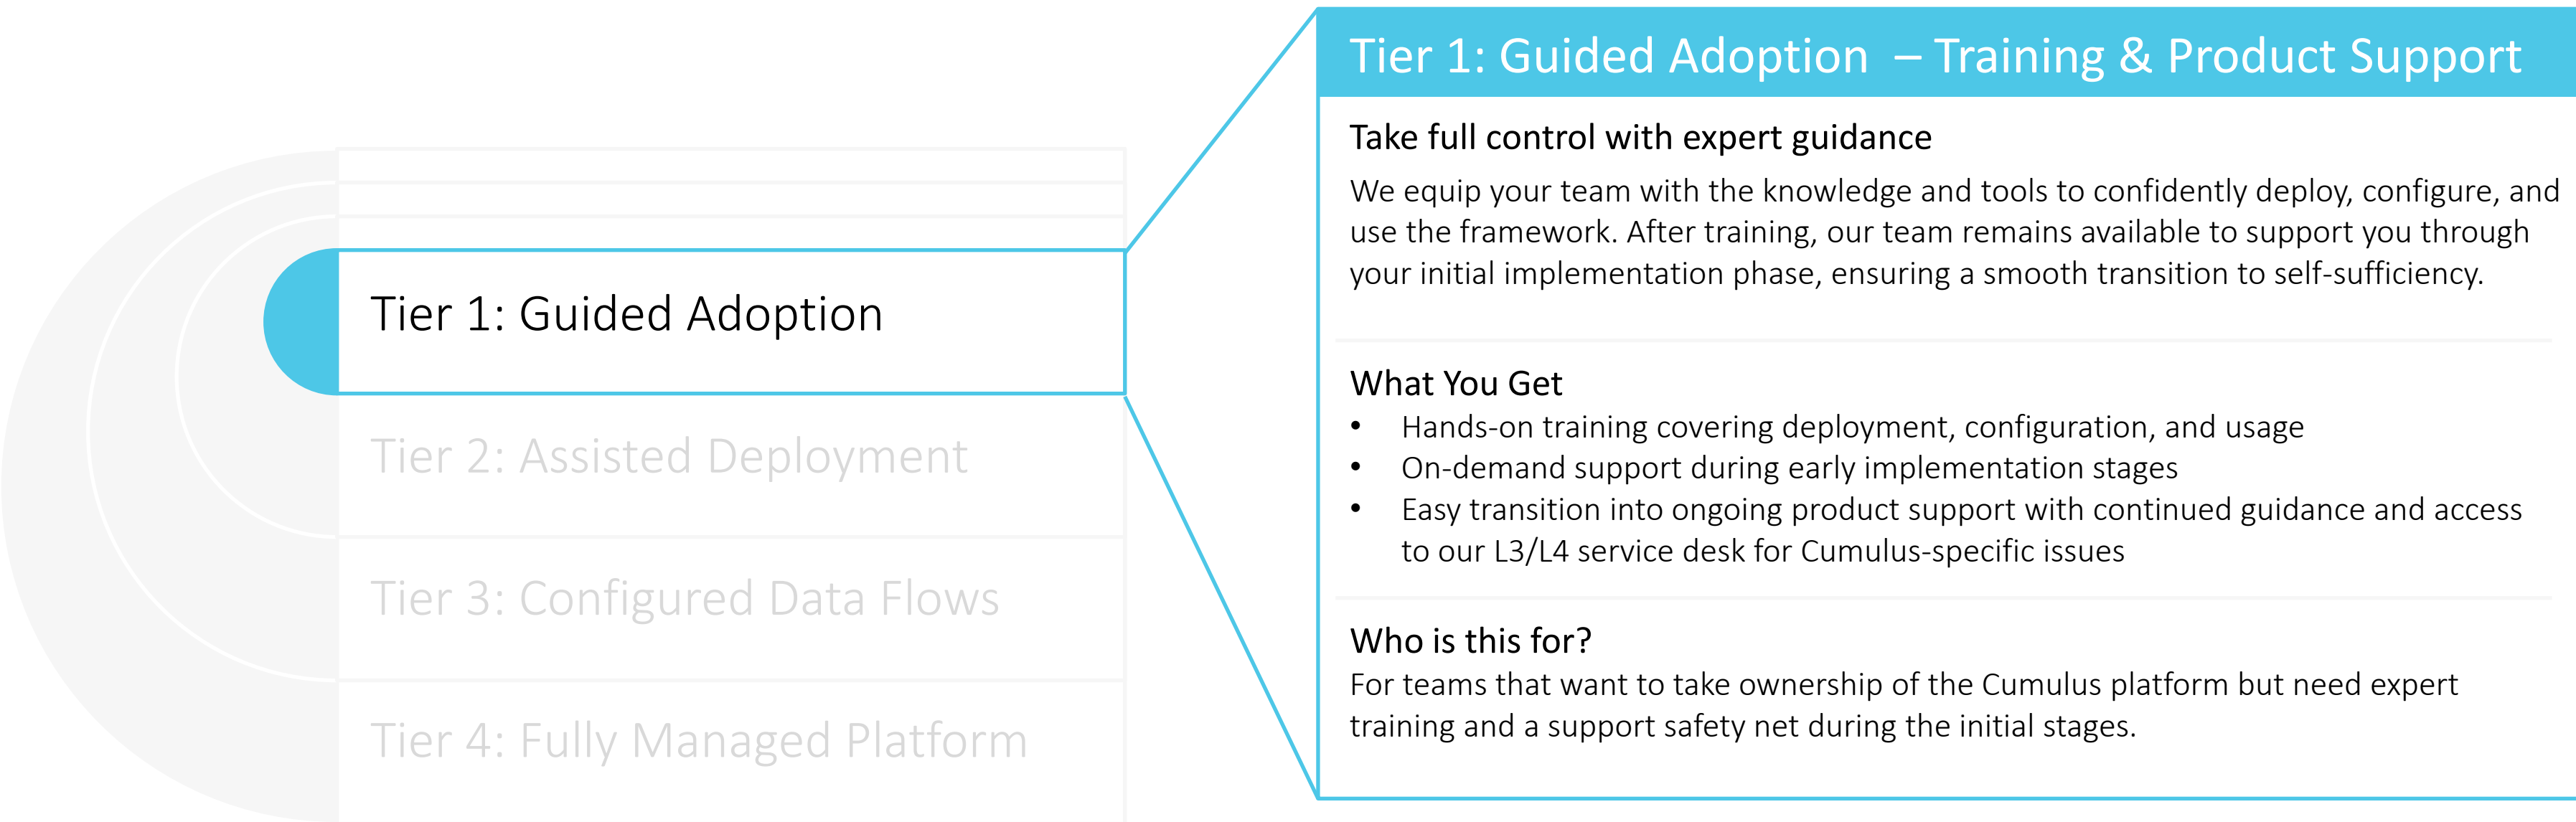 Tier 1: Guided Adoption
Tier 2: Assisted Deployment
Tier 3: Configured Data Flows
Tier 4: Fully Managed Platform
Tier 1: Guided Adoption – Training & Product Support
Take full control with expert guidance
We equip your team with the knowledge and tools to confidently deploy, configure, and
use the framework. After training, our team remains available to support you through
your initial implementation phase, ensuring a smooth transition to self-sufficiency.
What You Get
• Hands-on training covering deployment, configuration, and usage
• On-demand support during early implementation stages
• Easy transition into ongoing product support with continued guidance and access
to our L3/L4 service desk for Cumulus-specific issues
Who is this for?
For teams that want to take ownership of the Cumulus platform but need expert
training and a support safety net during the initial stages.